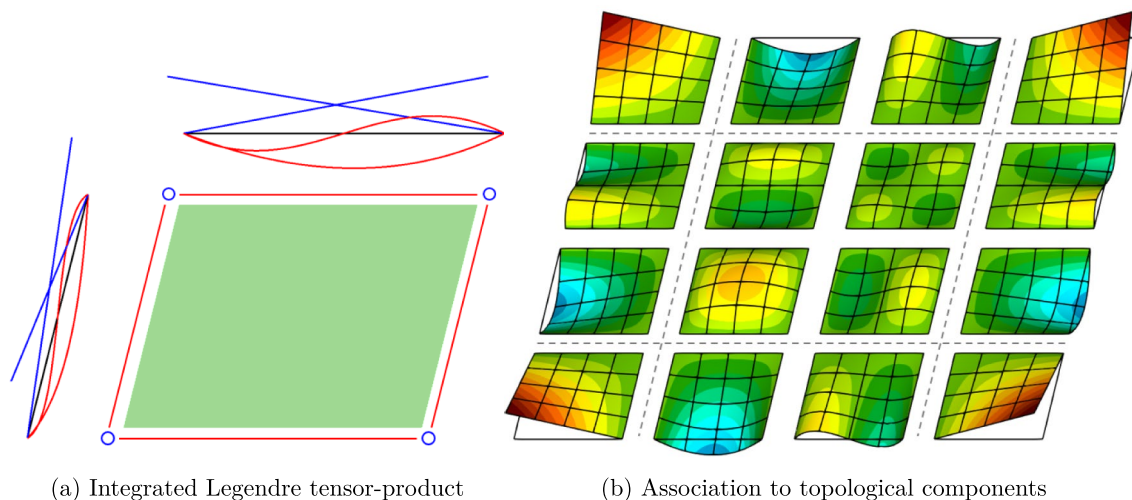 (a) Integrated Legendre tensor-product
(b) Association to topological components